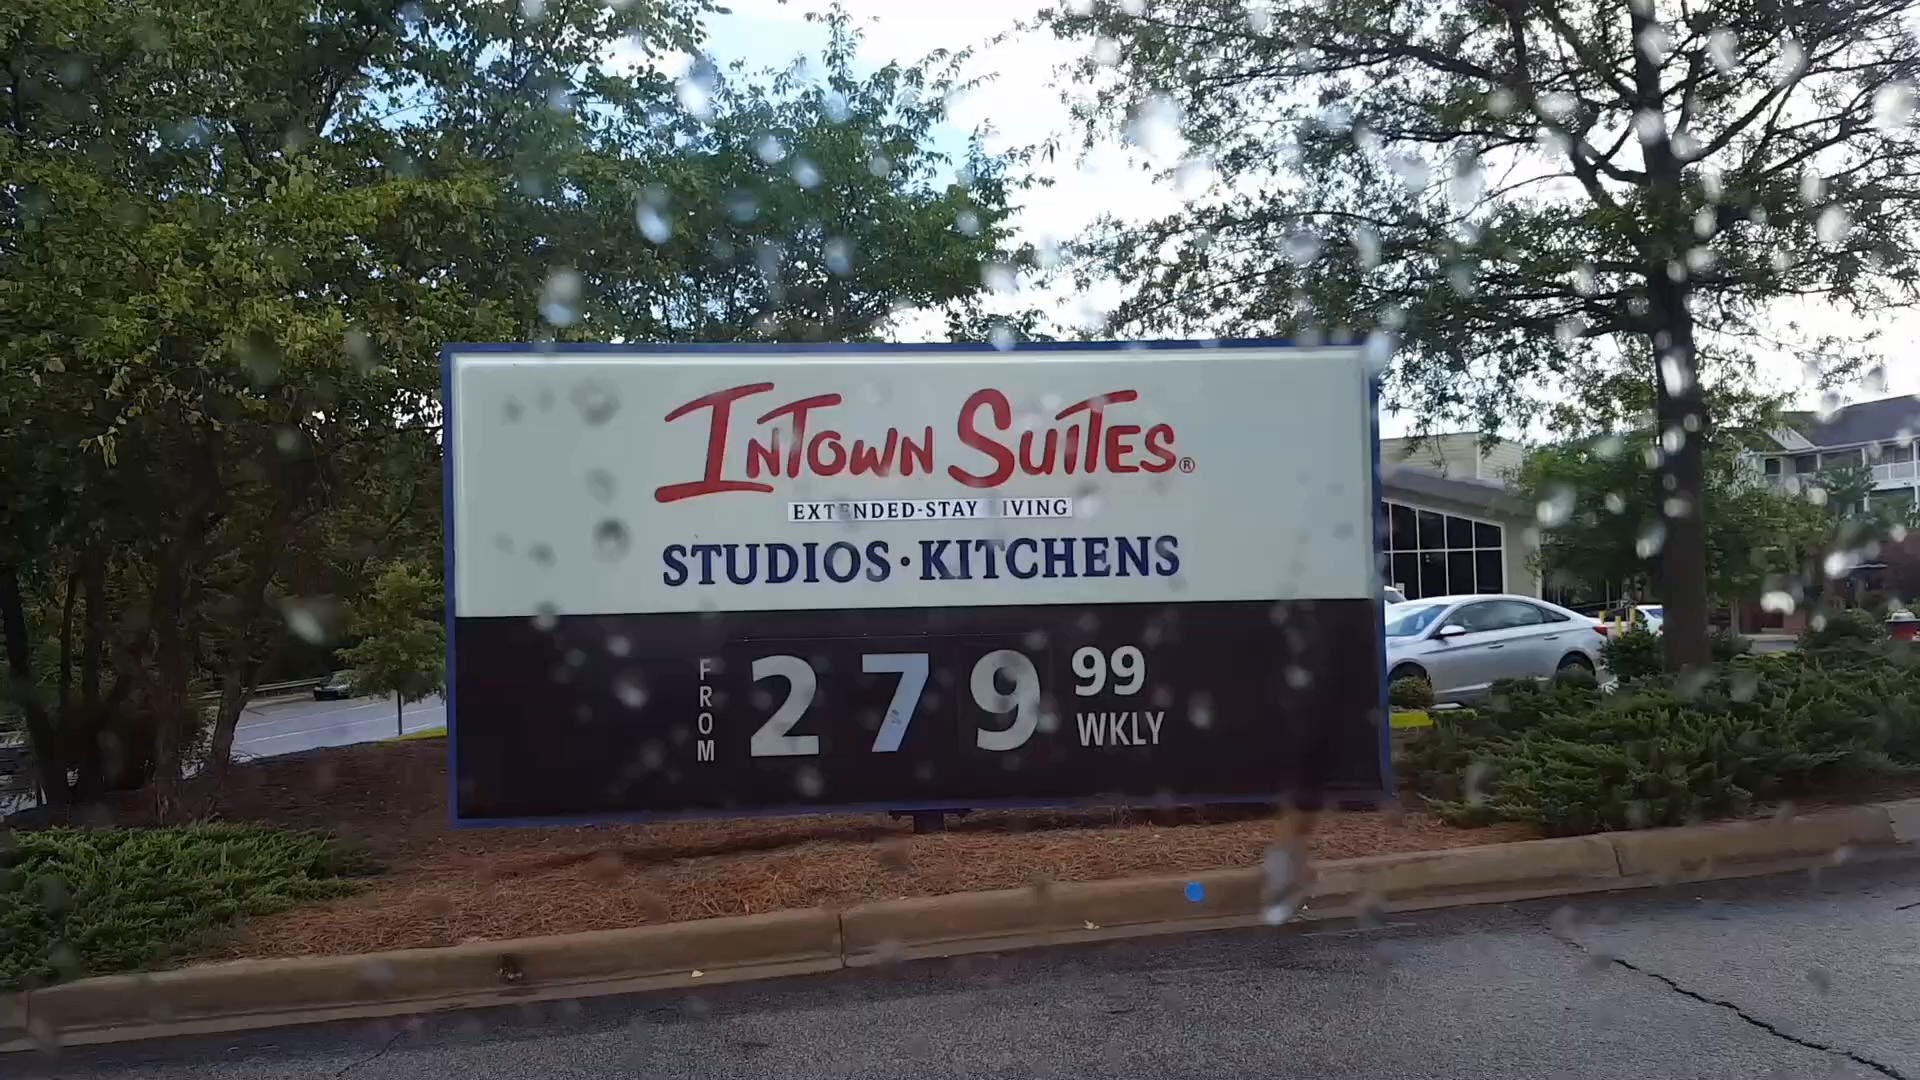 INTOWN SUITES®
EXTENDED-STAY LIVING
STUDIOS · KITCHENS
FROM 279 99
WKLY